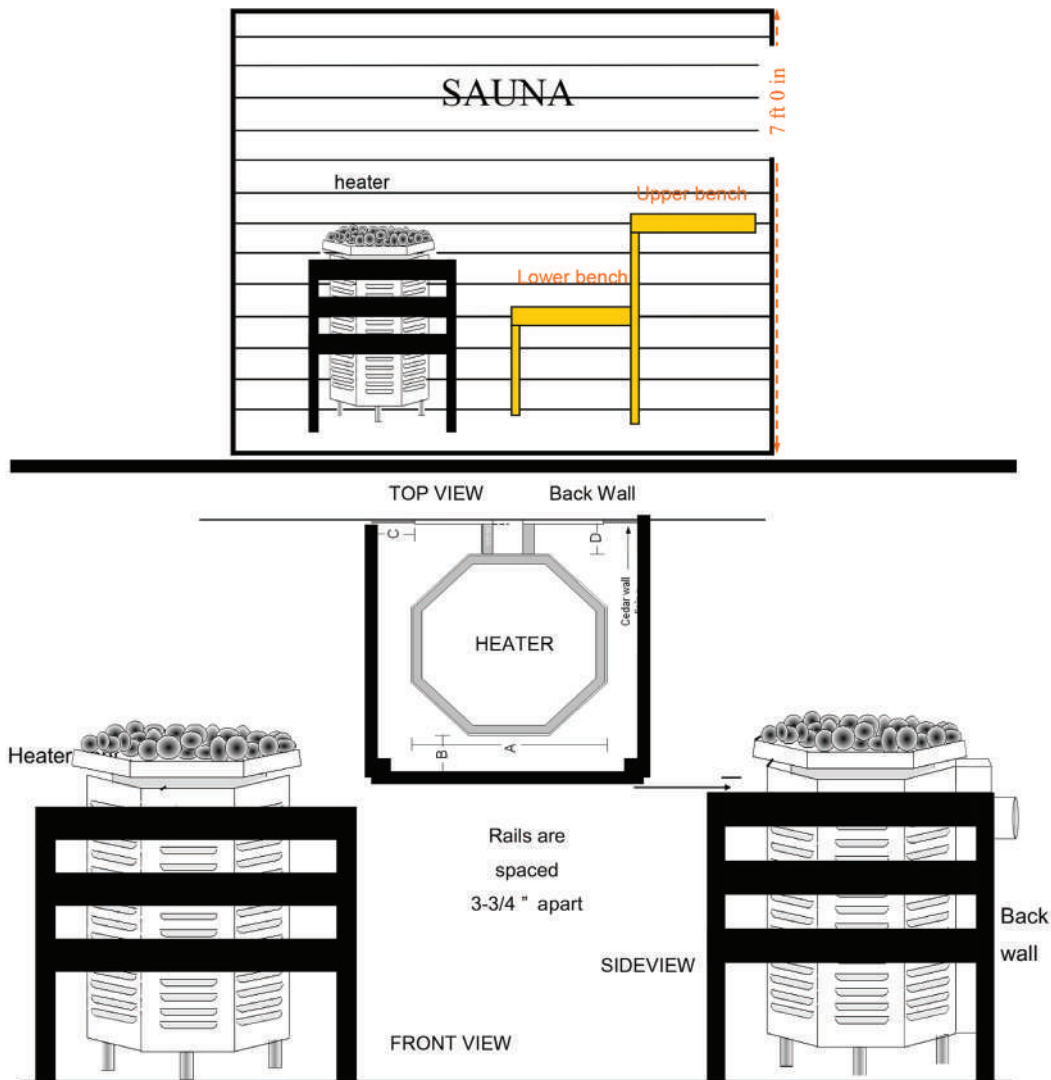 SAUNA
7 ft 0 in
heater
Upper bench
Lower bench
TOP VIEW
Back Wall
C
D
Cedar wall
HEATER
B
A
Heater
Rails are
spaced
3-3/4 " apart
Back
wall
SIDEVIEW
FRONT VIEW